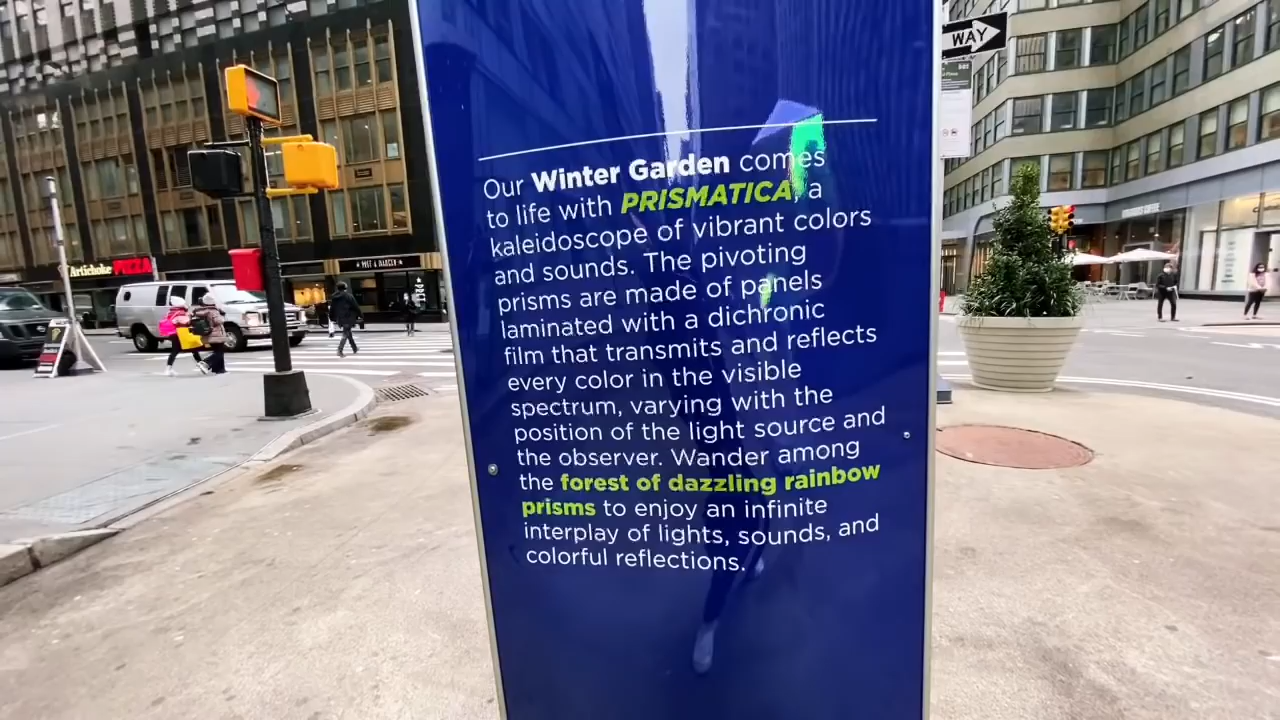 WAY
Our Winter Garden comes
to life with PRISMATICA, a
kaleidoscope of vibrant colors
and sounds. The pivoting
prisms are made of panels
laminated with a dichronic
film that transmits and reflects
every color in the visible
spectrum, varying with the
position of the light source and
the observer. Wander among
the forest of dazzling rainbow
prisms to enjoy an infinite
interplay of lights, sounds, and
colorful reflections.
Artichoke PIZZA